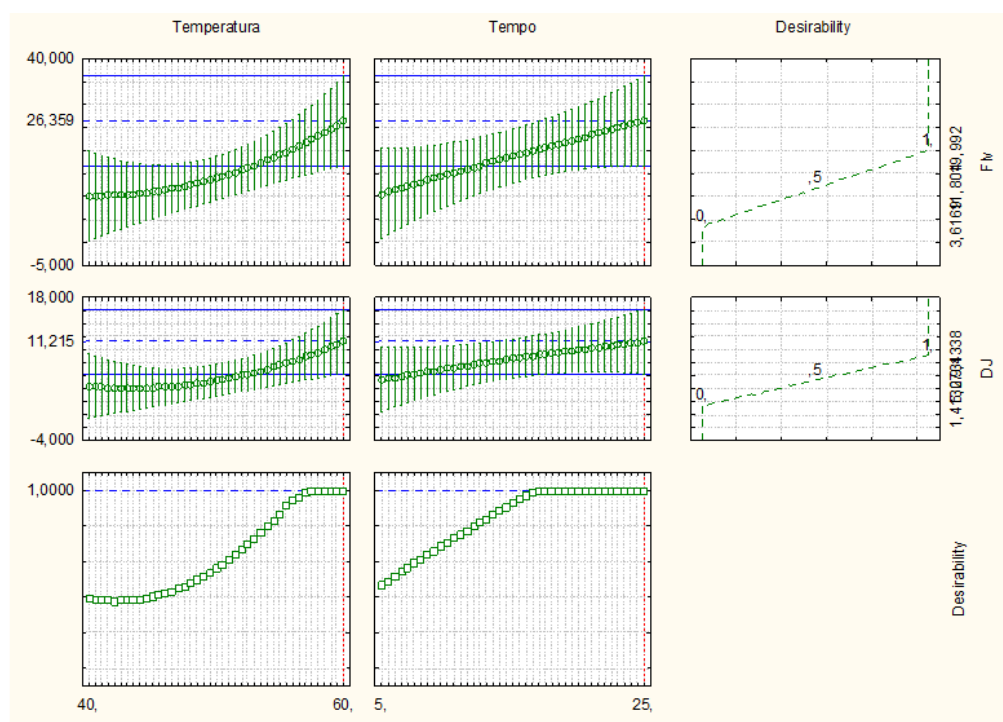 Temperatura Tempo Desirability
40,000
26,359
-5,000
1,
,5
0,
Flv
18,000
11,215
-4,000
1
,5
0,
DJ
1,0000
Desirability
40, 60, 5, 25,